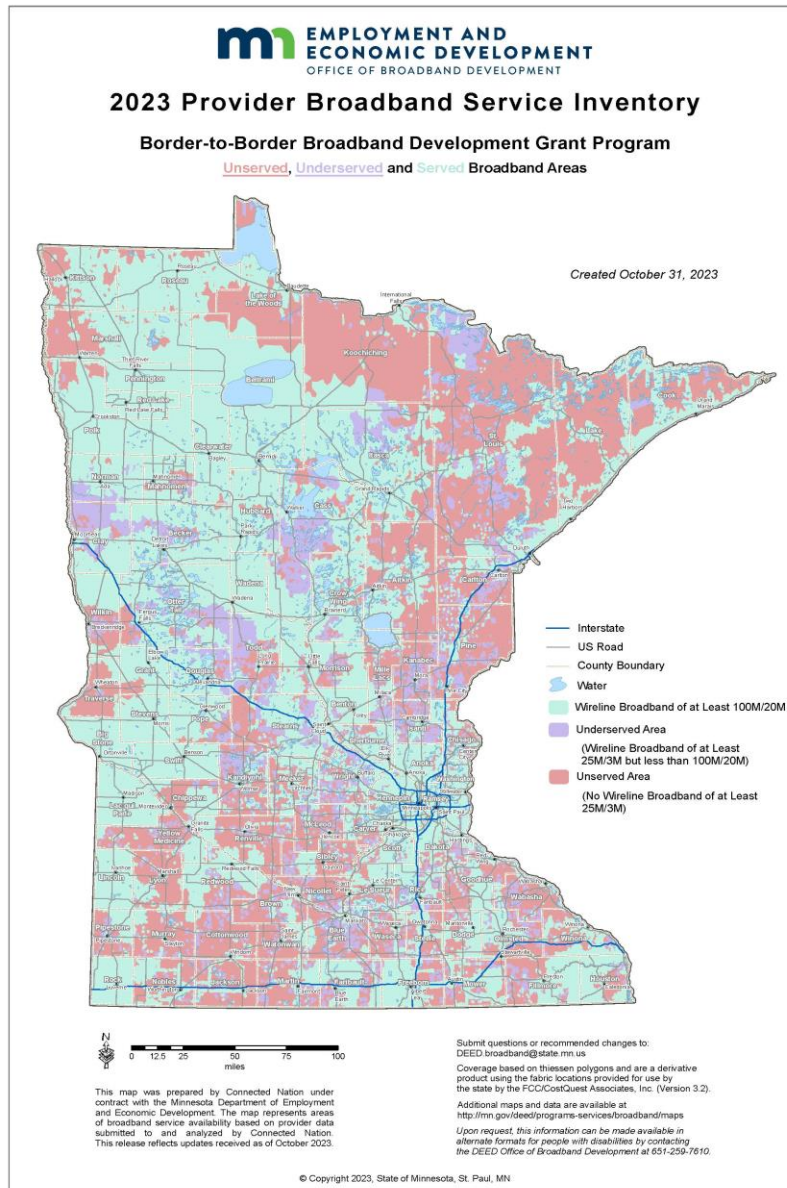 mn EMPLOYMENT AND
ECONOMIC DEVELOPMENT
OFFICE OF BROADBAND DEVELOPMENT
2023 Provider Broadband Service Inventory
Border-to-Border Broadband Development Grant Program
Unserved, Underserved and Served Broadband Areas
Created October 31, 2023
International Falls
Kittson
Roseau
Lake of the Woods
Marshall
Koochiching
Thief River Falls
Pennington
Beltrami
Red Lake
Red Lake Falls
Cook
Polk
Clearwater
St Louis
Lake
Itasca
Norman
Mahnomen
Grand Rapids
Hubbard
Cass
Two Harbors
Clay
Becker
Duluth
Wadena
Aitkin
Carlton
Otter Tail
Crow Wing
Wilkin
Todd
Pine
Grant
Douglas
Morrison
Mille Lacs
Kanabec
Traverse
Stevens
Pope
Benton
Stearns
Isanti
Big Stone
Sherburne
Chisago
Swift
Anoka
Kandiyohi
Meeker
Wright
Washington
Chippewa
Hennepin
Ramsey
Lac qui Parle
McLeod
Carver
Yellow Medicine
Renville
Scott
Dakota
Sibley
Lincoln
Lyon
Redwood
Nicollet
Le Sueur
Rice
Goodhue
Wabasha
Brown
Pipestone
Murray
Cottonwood
Watonwan
Blue Earth
Waseca
Steele
Dodge
Olmsted
Winona
Rock
Nobles
Jackson
Martin
Faribault
Freeborn
Mower
Fillmore
Houston
Interstate
US Road
County Boundary
Water
Wireline Broadband of at Least 100M/20M
Underserved Area
(Wireline Broadband of at Least
25M/3M but less than 100M/20M)
Unserved Area
(No Wireline Broadband of at Least
25M/3M)
N
0 12.5 25 50 75 100
miles
This map was prepared by Connected Nation under
contract with the Minnesota Department of Employment
and Economic Development. The map represents areas
of broadband service availability based on provider data
submitted to and analyzed by Connected Nation.
This release reflects updates received as of October 2023.
Submit questions or recommended changes to:
DEED.broadband@state.mn.us
Coverage based on thiessen polygons and are a derivative
product using the fabric locations provided for use by
the state by the FCC/CostQuest Associates, Inc. (Version 3.2).
Additional maps and data are available at
http://mn.gov/deed/programs-services/broadband/maps
Upon request, this information can be made available in
alternate formats for people with disabilities by contacting
the DEED Office of Broadband Development at 651-259-7610.
© Copyright 2023, State of Minnesota, St. Paul, MN